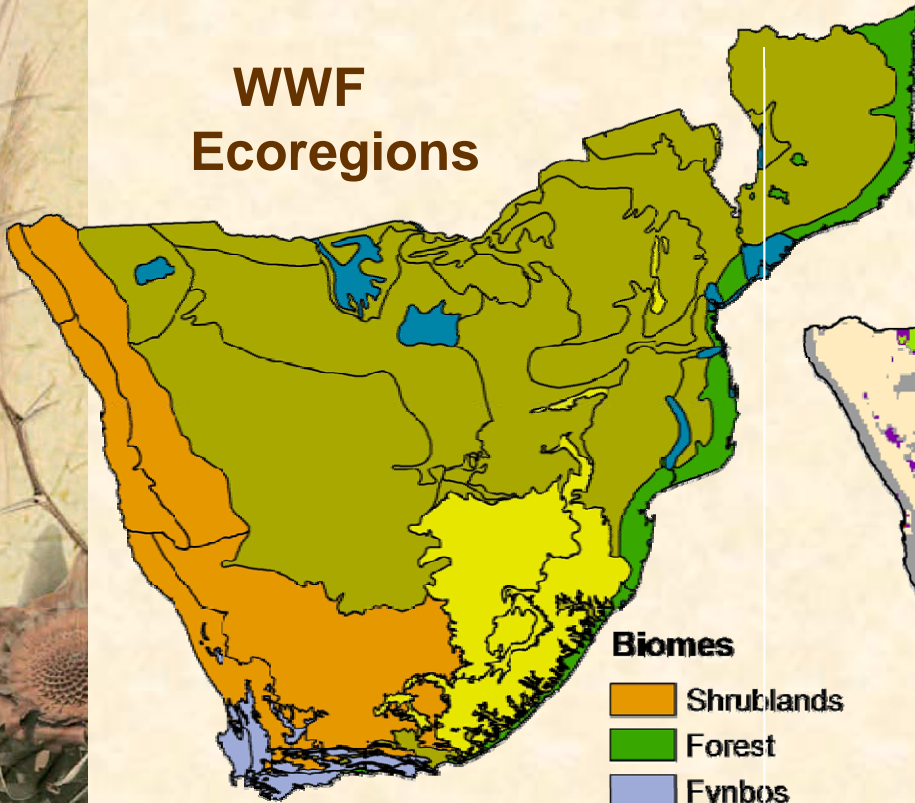 WWF
Ecoregions
Biomes
Shrublands
Forest
Fynbos